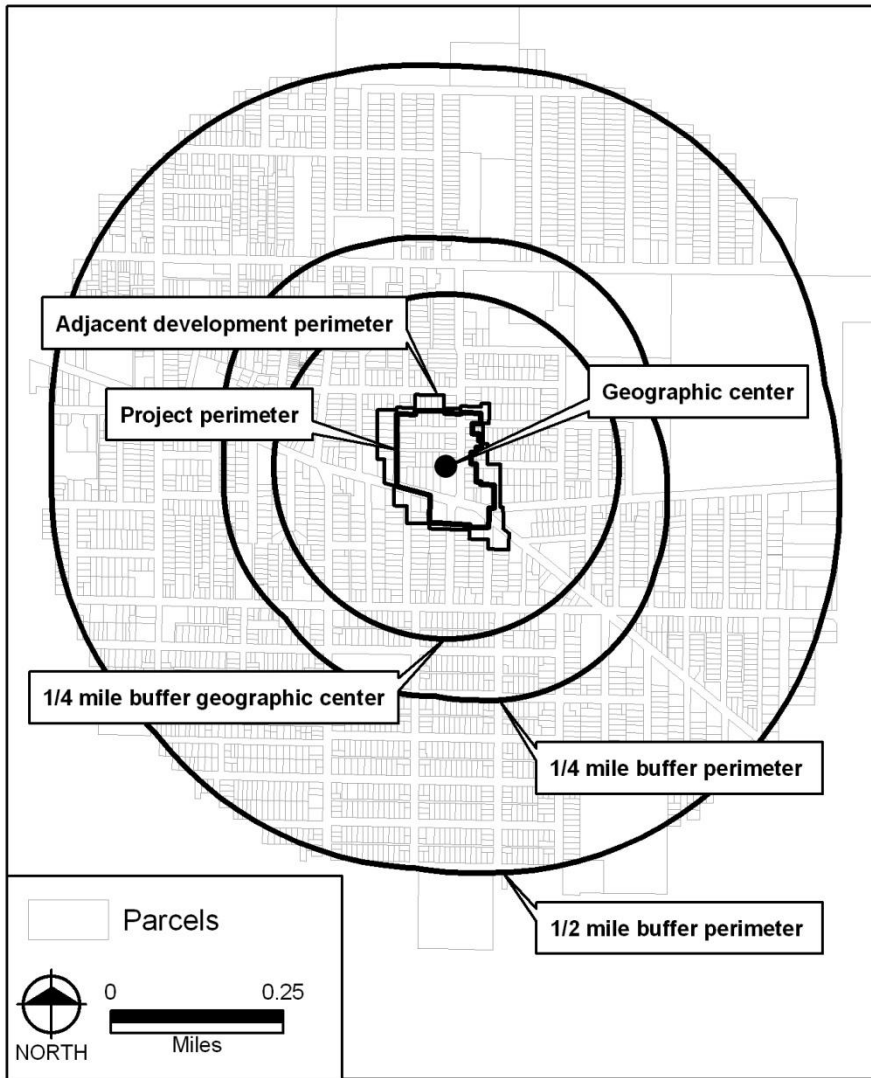 Adjacent development perimeter
Geographic center
Project perimeter
1/4 mile buffer geographic center
1/4 mile buffer perimeter
1/2 mile buffer perimeter
Parcels
0 0.25
Miles
NORTH